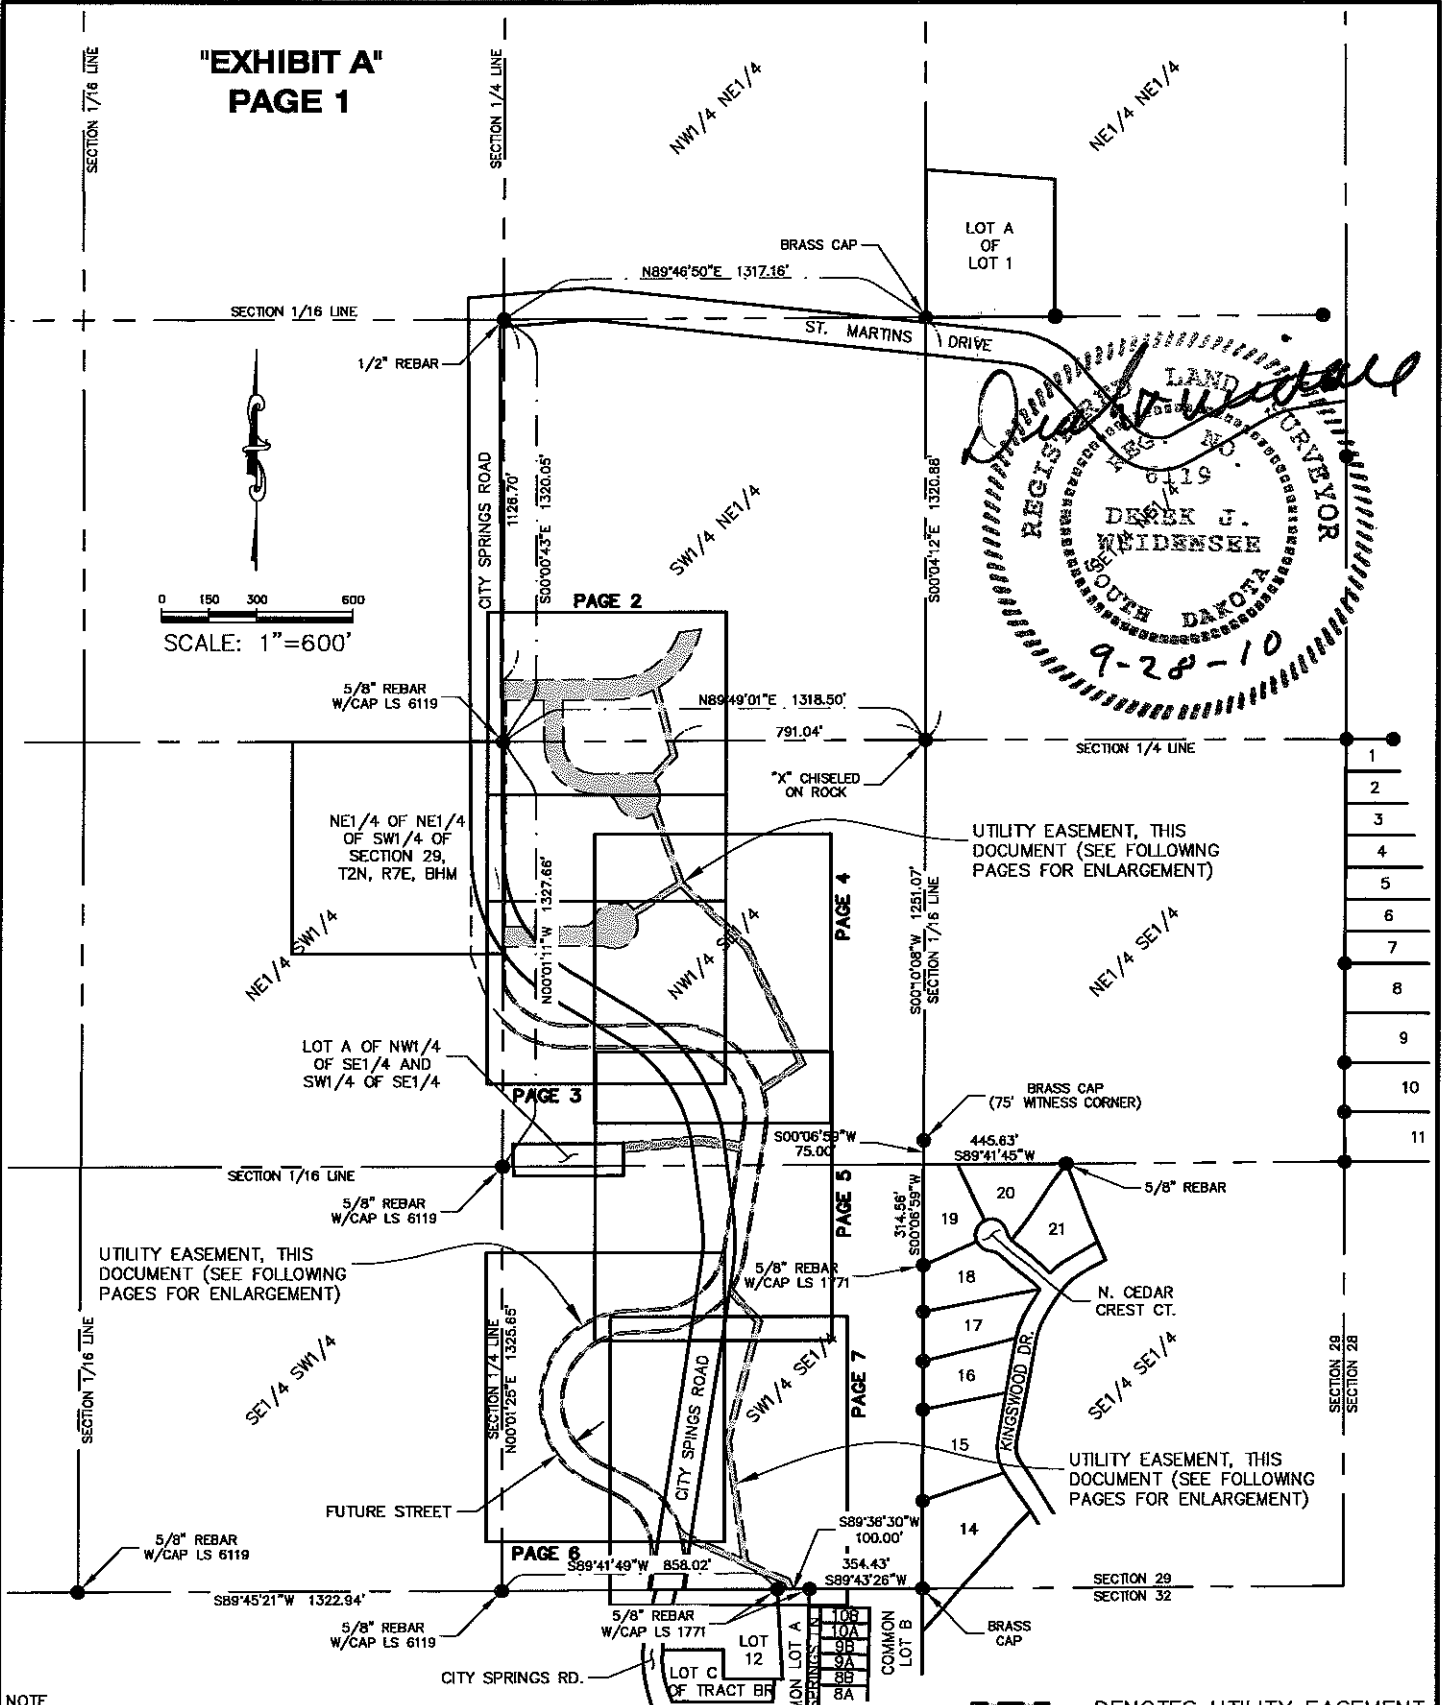 "EXHIBIT A"
PAGE 1
SECTION 1/16 LINE
SECTION 1/4 LINE
NW1/4 NE1/4
NE1/4 NE1/4
LOT A
OF
LOT 1
BRASS CAP
N89°46'50"E 1317.16'
SECTION 1/16 LINE
ST. MARTINS DRIVE
1/2" REBAR
CITY SPRINGS ROAD
1126.70'
S00°00'43"E 1320.05'
SW1/4 NE1/4
S00°04'12"E 1320.86'
SE1/4 NE1/4
REGISTERED LAND SURVEYOR
REG. NO.
6119
DEREK J.
WEIDENSEE
SOUTH DAKOTA
9-28-10
0 150 300 600
SCALE: 1"=600'
PAGE 2
5/8" REBAR
W/CAP LS 6119
N89°49'01"E 1318.50'
791.04'
SECTION 1/4 LINE
"X" CHISELED
ON ROCK
1
2
3
4
5
6
7
8
9
10
11
NE1/4 OF NE1/4
OF SW1/4 OF
SECTION 29,
T2N, R7E, BHM
UTILITY EASEMENT, THIS
DOCUMENT (SEE FOLLOWING
PAGES FOR ENLARGEMENT)
N00°01'11"W 1327.66'
PAGE 4
S00°10'08"W 1251.07'
SECTION 1/16 LINE
NE1/4 SW1/4
NW1/4 SE1/4
NE1/4 SE1/4
LOT A OF NW1/4
OF SE1/4 AND
SW1/4 OF SE1/4
PAGE 3
BRASS CAP
(75' WITNESS CORNER)
S00°06'59"W
75.00'
445.63'
S89°41'45"W
SECTION 1/16 LINE
5/8" REBAR
W/CAP LS 6119
PAGE 5
314.56'
S00°06'59"W
5/8" REBAR
19
20
21
UTILITY EASEMENT, THIS
DOCUMENT (SEE FOLLOWING
PAGES FOR ENLARGEMENT)
5/8" REBAR
W/CAP LS 1771
18
N. CEDAR
CREST CT.
17
16
15
14
KINGSWOOD DR.
SECTION 1/16 LINE
SE1/4 SW1/4
SECTION 1/4 LINE
N00°01'25"E 1325.65'
CITY SPINGS ROAD
SW1/4 SE1/4
PAGE 7
SE1/4 SE1/4
SECTION 29
SECTION 28
UTILITY EASEMENT, THIS
DOCUMENT (SEE FOLLOWING
PAGES FOR ENLARGEMENT)
FUTURE STREET
S89°36'30"W
100.00'
5/8" REBAR
W/CAP LS 6119
PAGE 6
S89°41'49"W 858.02'
354.43'
S89°43'26"W
SECTION 29
SECTION 32
S89°45'21"W 1322.94'
5/8" REBAR
W/CAP LS 6119
5/8" REBAR
W/CAP LS 1771
BRASS
CAP
CITY SPRINGS RD.
LOT
12
LOT C
OF TRACT BR
MON LOT A
SPRINGS LN
10B
10A
9B
9A
8B
8A
COMMON
LOT B
NOTE
DENOTES UTILITY EASEMENT